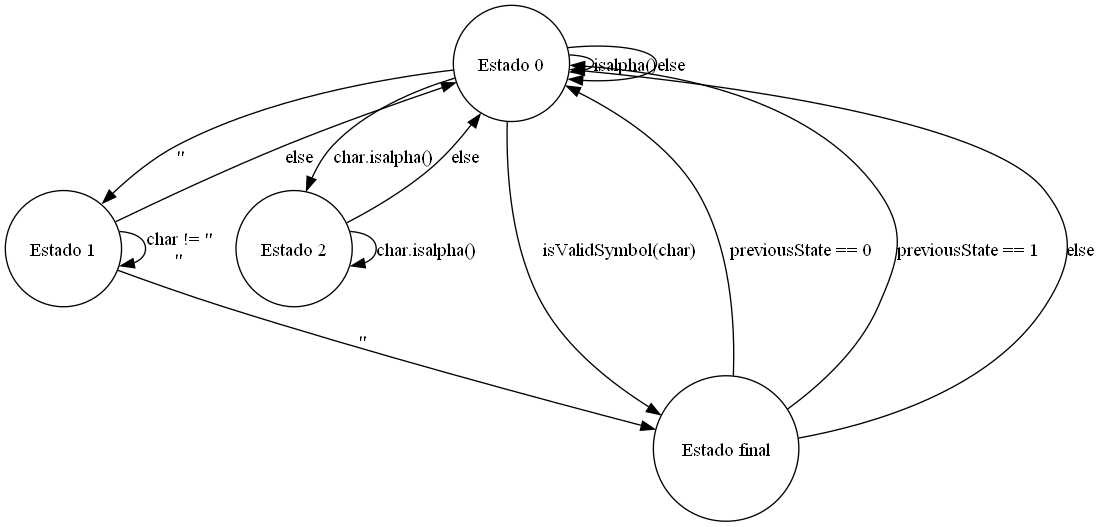 Estado 0
isalpha()
else
"
else
char.isalpha()
else
Estado 1
char != "
"
Estado 2
char.isalpha()
isValidSymbol(char)
previousState == 0
previousState == 1
else
"
Estado final